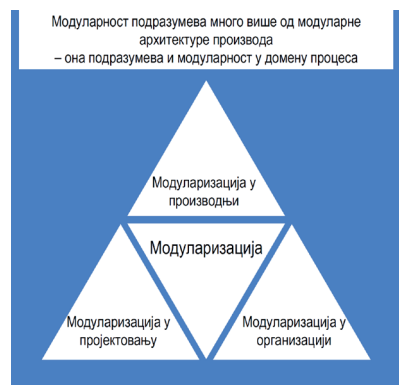 Модуларност подразумева много више од модуларне
архитектуре производа
– она подразумева и модуларност у домену процеса
Модуларизација у
производњи
Модуларизација
Модуларизација у
пројектовању
Модуларизација у
организацији